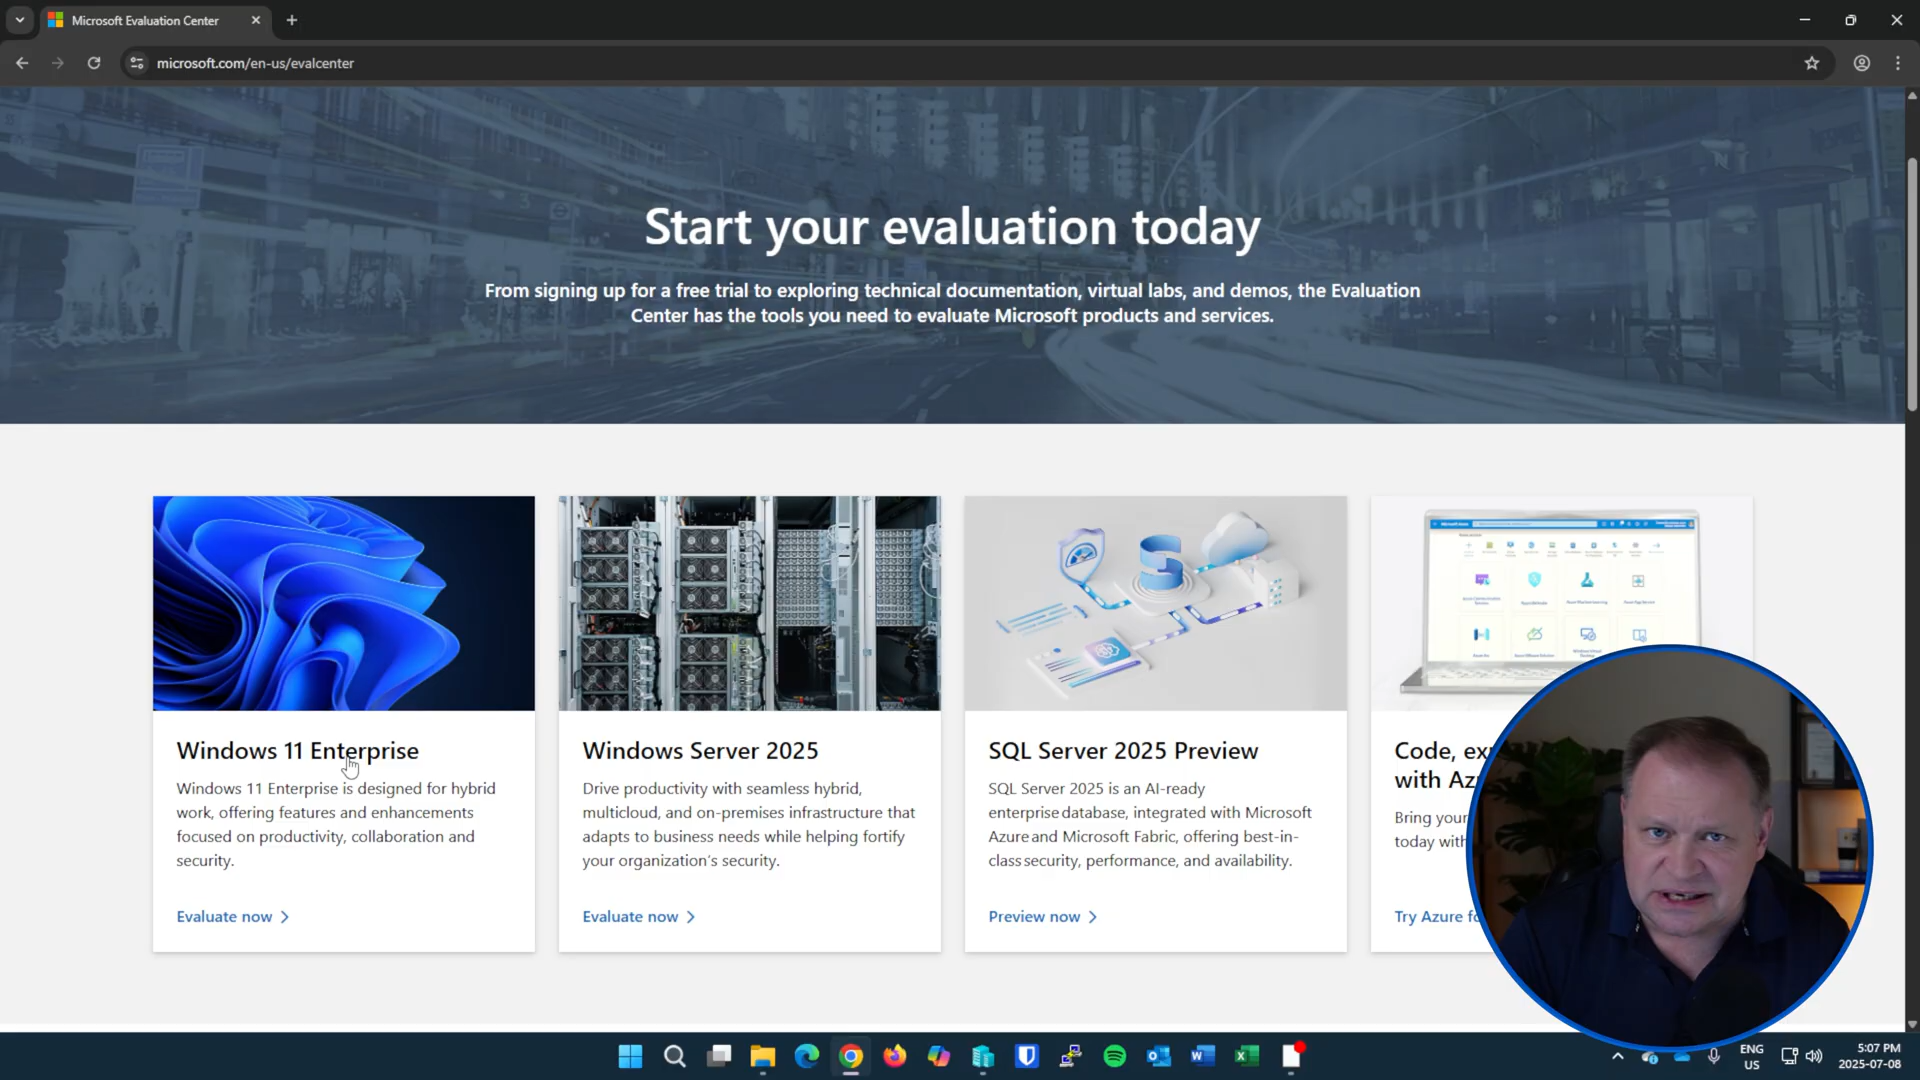 Microsoft Evaluation Center
microsoft.com/en-us/evalcenter
Start your evaluation today
From signing up for a free trial to exploring technical documentation, virtual labs, and demos, the Evaluation
Center has the tools you need to evaluate Microsoft products and services.
Windows 11 Enterprise
Windows 11 Enterprise is designed for hybrid
work, offering features and enhancements
focused on productivity, collaboration and
security.
Evaluate now
Windows Server 2025
Drive productivity with seamless hybrid,
multicloud, and on-premises infrastructure that
adapts to business needs while helping fortify
your organization's security.
Evaluate now
SQL Server 2025 Preview
SQL Server 2025 is an AI-ready
enterprise database, integrated with Microsoft
Azure and Microsoft Fabric, offering best-in-
class security, performance, and availability.
Preview now
Code,
with
Bring your
today with
Try Azure
ENG
US
5:07 PM
2025-07-08